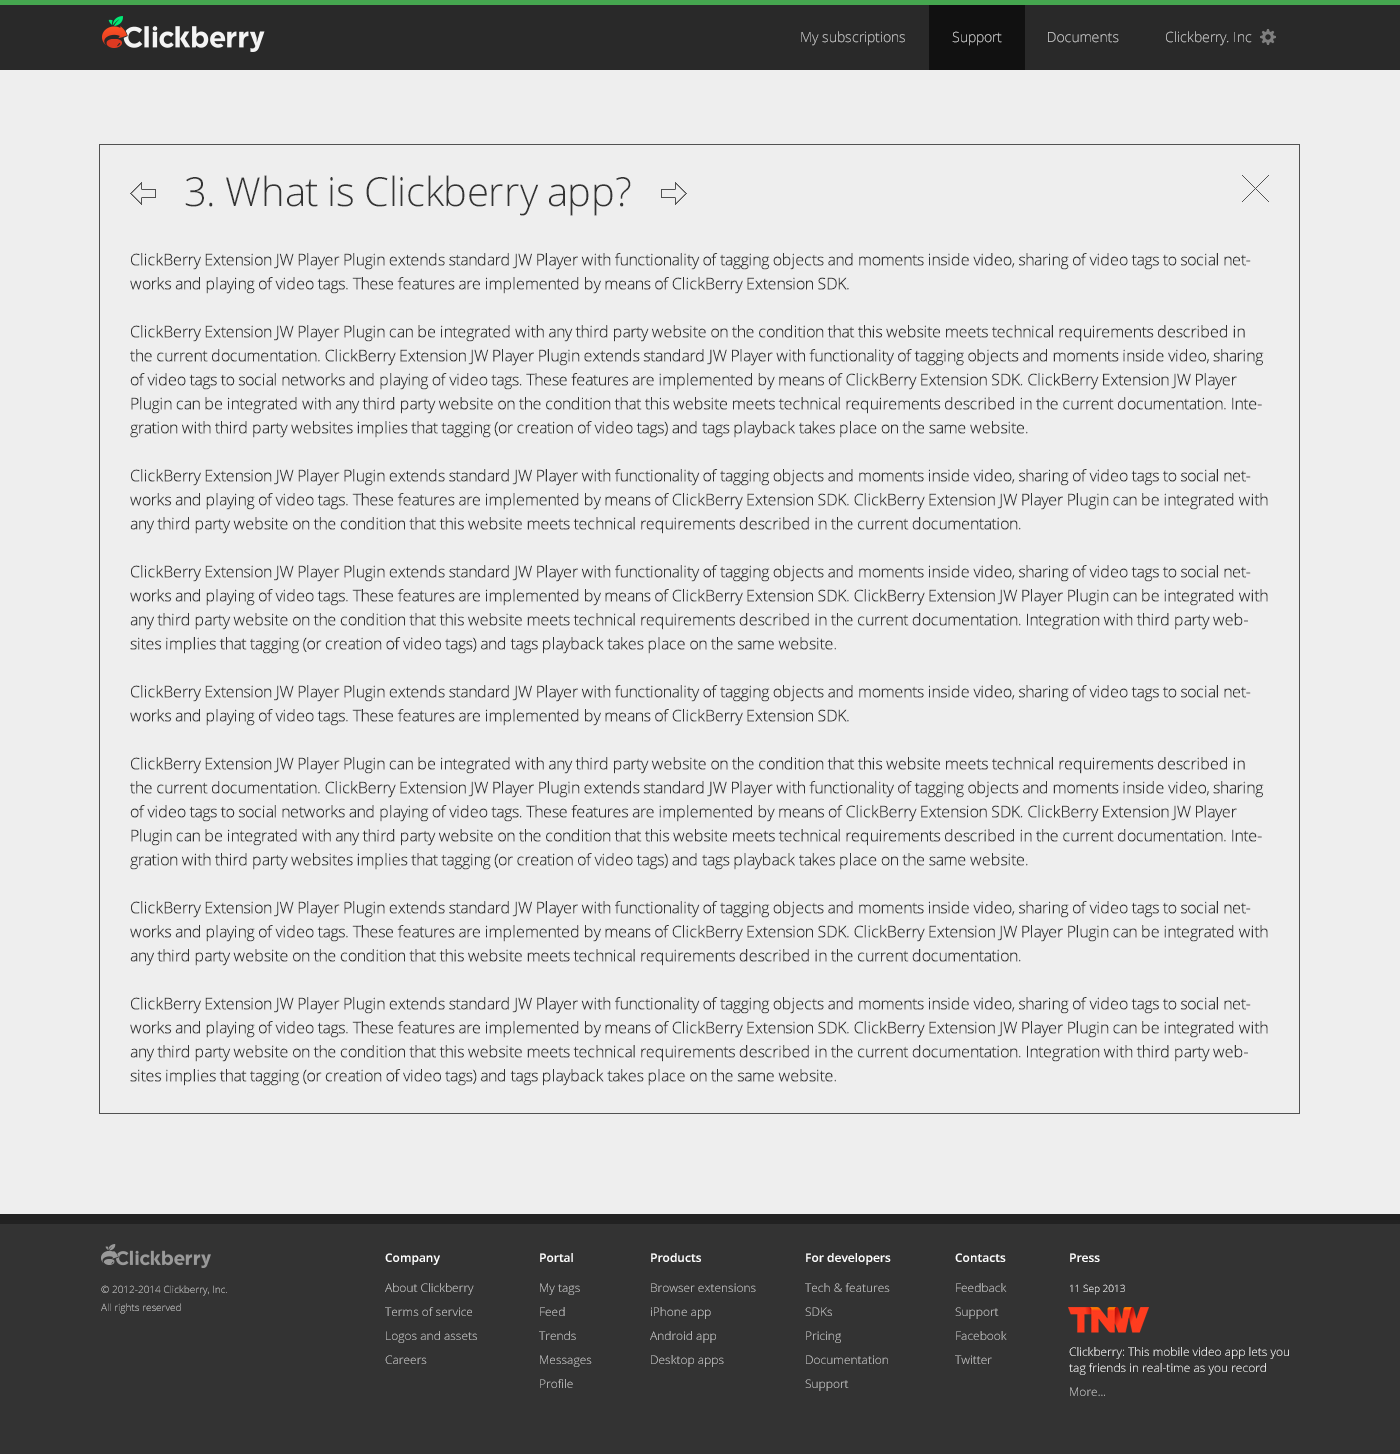 Clickberry
My subscriptions
Support
Documents
Clickberry. Inc
3. What is Clickberry app?
ClickBerry Extension JW Player Plugin extends standard JW Player with functionality of tagging objects and moments inside video, sharing of video tags to social net-
works and playing of video tags. These features are implemented by means of ClickBerry Extension SDK.
ClickBerry Extension JW Player Plugin can be integrated with any third party website on the condition that this website meets technical requirements described in
the current documentation. ClickBerry Extension JW Player Plugin extends standard JW Player with functionality of tagging objects and moments inside video, sharing
of video tags to social networks and playing of video tags. These features are implemented by means of ClickBerry Extension SDK. ClickBerry Extension JW Player
Plugin can be integrated with any third party website on the condition that this website meets technical requirements described in the current documentation. Inte-
gration with third party websites implies that tagging (or creation of video tags) and tags playback takes place on the same website.
ClickBerry Extension JW Player Plugin extends standard JW Player with functionality of tagging objects and moments inside video, sharing of video tags to social net-
works and playing of video tags. These features are implemented by means of ClickBerry Extension SDK. ClickBerry Extension JW Player Plugin can be integrated with
any third party website on the condition that this website meets technical requirements described in the current documentation.
ClickBerry Extension JW Player Plugin extends standard JW Player with functionality of tagging objects and moments inside video, sharing of video tags to social net-
works and playing of video tags. These features are implemented by means of ClickBerry Extension SDK. ClickBerry Extension JW Player Plugin can be integrated with
any third party website on the condition that this website meets technical requirements described in the current documentation. Integration with third party web-
sites implies that tagging (or creation of video tags) and tags playback takes place on the same website.
ClickBerry Extension JW Player Plugin extends standard JW Player with functionality of tagging objects and moments inside video, sharing of video tags to social net-
works and playing of video tags. These features are implemented by means of ClickBerry Extension SDK.
ClickBerry Extension JW Player Plugin can be integrated with any third party website on the condition that this website meets technical requirements described in
the current documentation. ClickBerry Extension JW Player Plugin extends standard JW Player with functionality of tagging objects and moments inside video, sharing
of video tags to social networks and playing of video tags. These features are implemented by means of ClickBerry Extension SDK. ClickBerry Extension JW Player
Plugin can be integrated with any third party website on the condition that this website meets technical requirements described in the current documentation. Inte-
gration with third party websites implies that tagging (or creation of video tags) and tags playback takes place on the same website.
ClickBerry Extension JW Player Plugin extends standard JW Player with functionality of tagging objects and moments inside video, sharing of video tags to social net-
works and playing of video tags. These features are implemented by means of ClickBerry Extension SDK. ClickBerry Extension JW Player Plugin can be integrated with
any third party website on the condition that this website meets technical requirements described in the current documentation.
ClickBerry Extension JW Player Plugin extends standard JW Player with functionality of tagging objects and moments inside video, sharing of video tags to social net-
works and playing of video tags. These features are implemented by means of ClickBerry Extension SDK. ClickBerry Extension JW Player Plugin can be integrated with
any third party website on the condition that this website meets technical requirements described in the current documentation. Integration with third party web-
sites implies that tagging (or creation of video tags) and tags playback takes place on the same website.
Clickberry
© 2012-2014 Clickberry, Inc.
All rights reserved
Company
About Clickberry
Terms of service
Logos and assets
Careers
Portal
My tags
Feed
Trends
Messages
Profile
Products
Browser extensions
iPhone app
Android app
Desktop apps
For developers
Tech & features
SDKs
Pricing
Documentation
Support
Contacts
Feedback
Support
Facebook
Twitter
Press
11 Sep 2013
TNW
Clickberry: This mobile video app lets you
tag friends in real-time as you record
More...